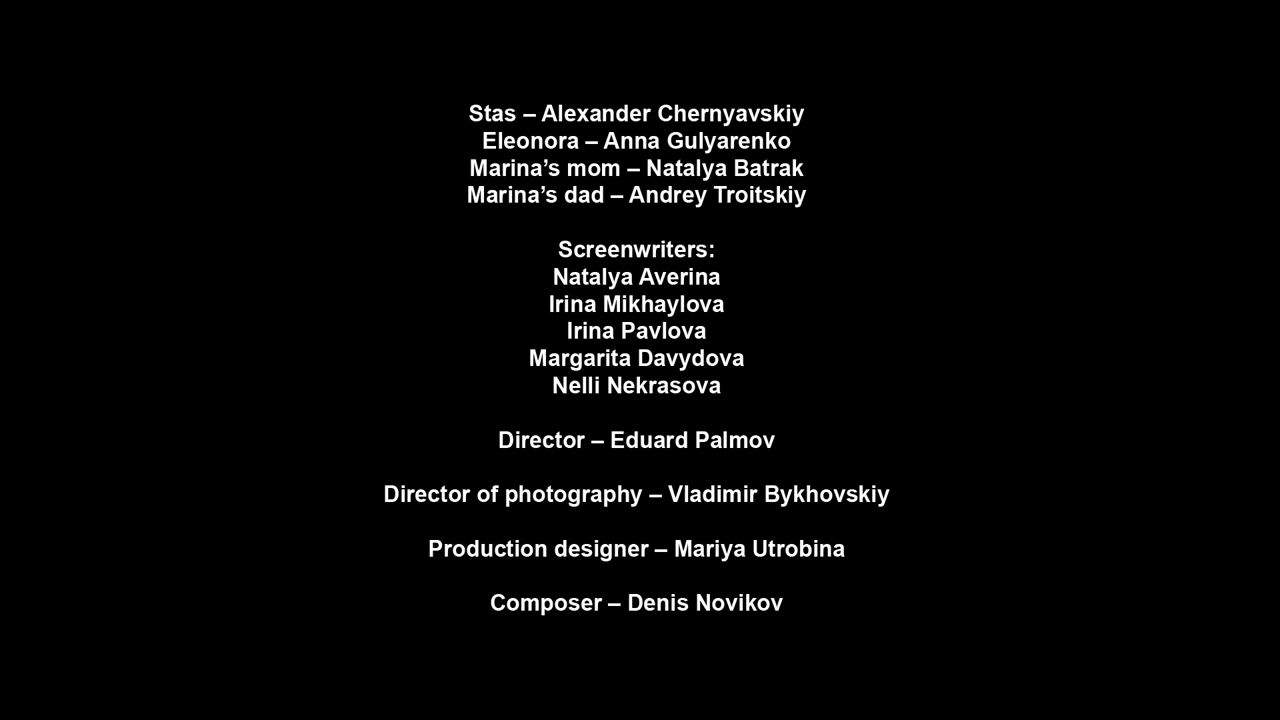 Stas – Alexander Chernyavskiy
Eleonora – Anna Gulyarenko
Marina’s mom – Natalya Batrak
Marina’s dad – Andrey Troitskiy
Screenwriters:
Natalya Averina
Irina Mikhaylova
Irina Pavlova
Margarita Davydova
Nelli Nekrasova
Director – Eduard Palmov
Director of photography – Vladimir Bykhovskiy
Production designer – Mariya Utrobina
Composer – Denis Novikov